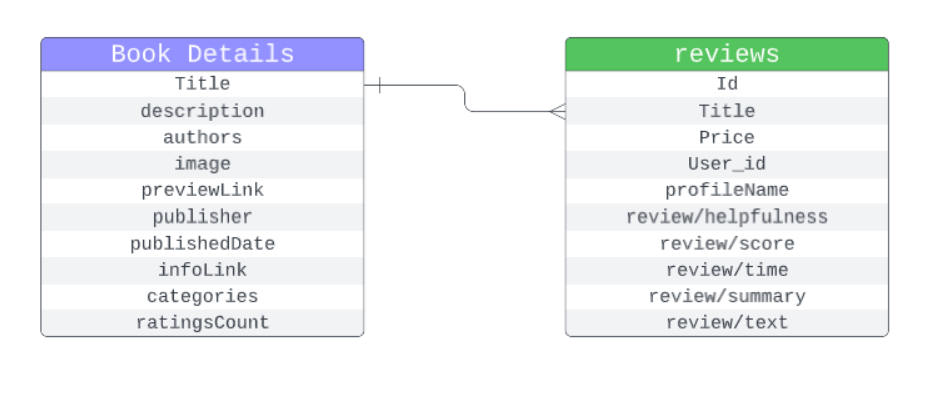 Book Details
Title
description
authors
image
previewLink
publisher
publishedDate
infoLink
categories
ratingsCount
reviews
Id
Title
Price
User_id
profileName
review/helpfulness
review/score
review/time
review/summary
review/text